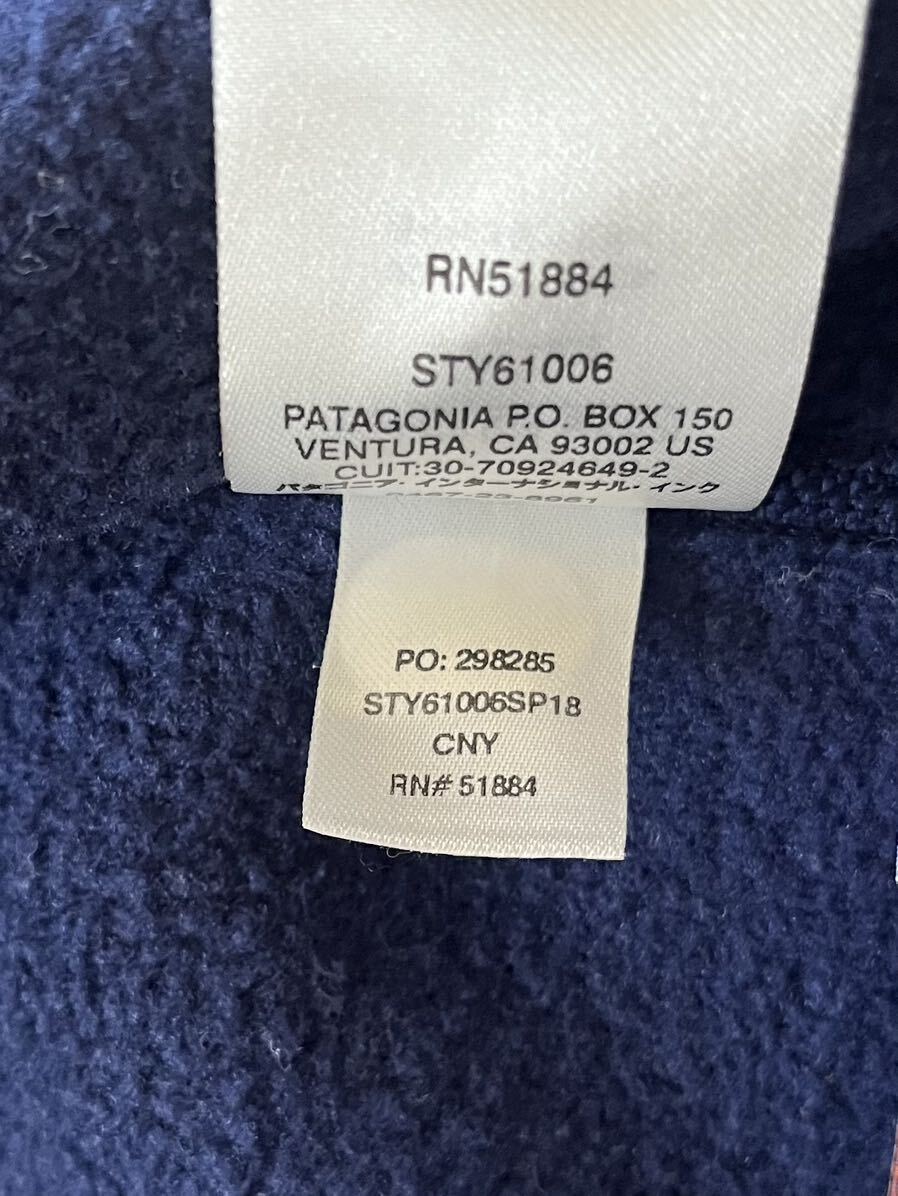 RN51884
STY61006
PATAGONIA P.O. BOX 150
VENTURA, CA 93002 US
CUIT:30-70924649-2
パタゴニア・インターナショナル・インク
PO: 298285
STY61006SP18
CNY
RN# 51884